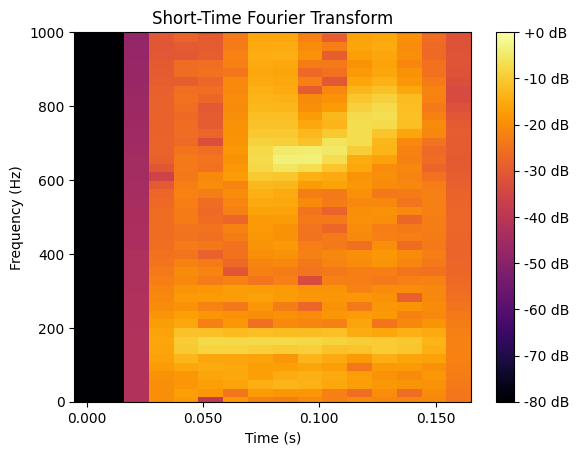 Short-Time Fourier Transform
1000
800
600
400
200
0
Frequency (Hz)
0.000
0.050
0.100
0.150
Time (s)
+0 dB
-10 dB
-20 dB
-30 dB
-40 dB
-50 dB
-60 dB
-70 dB
-80 dB